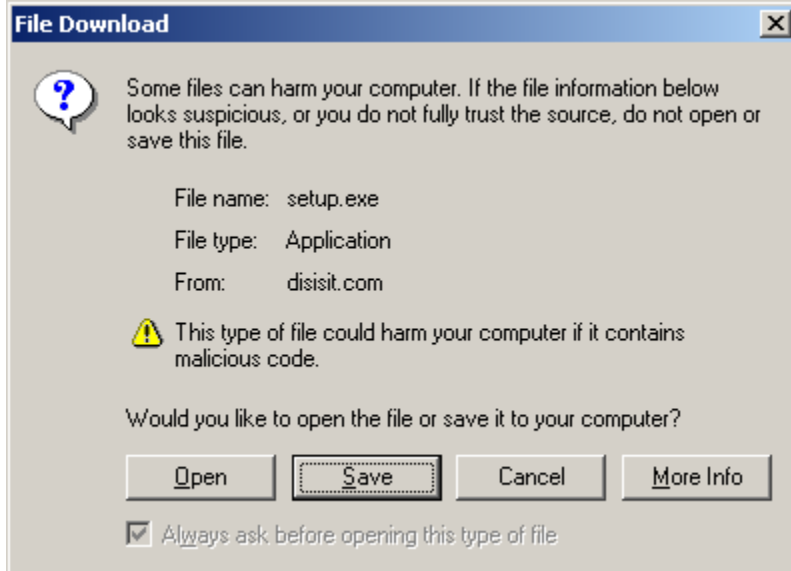 File Download
Some files can harm your computer. If the file information below
looks suspicious, or you do not fully trust the source, do not open or
save this file.
File name: setup.exe
File type: Application
From: disisit.com
This type of file could harm your computer if it contains
malicious code.
Would you like to open the file or save it to your computer?
Open Save Cancel More Info
Always ask before opening this type of file